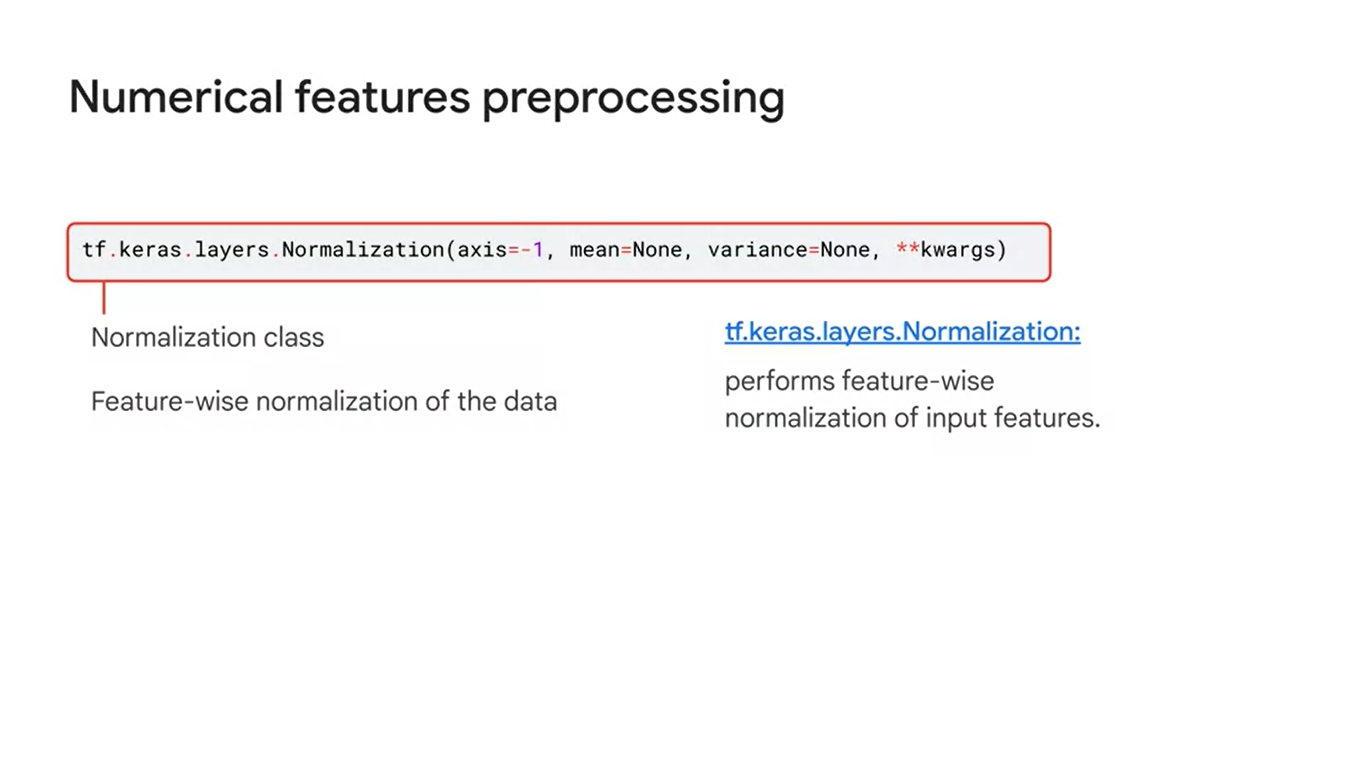 Numerical features preprocessing
tf.keras.layers.Normalization(axis=-1, mean=None, variance=None, **kwargs)
Normalization class
Feature-wise normalization of the data
tf.keras.layers.Normalization:
performs feature-wise
normalization of input features.